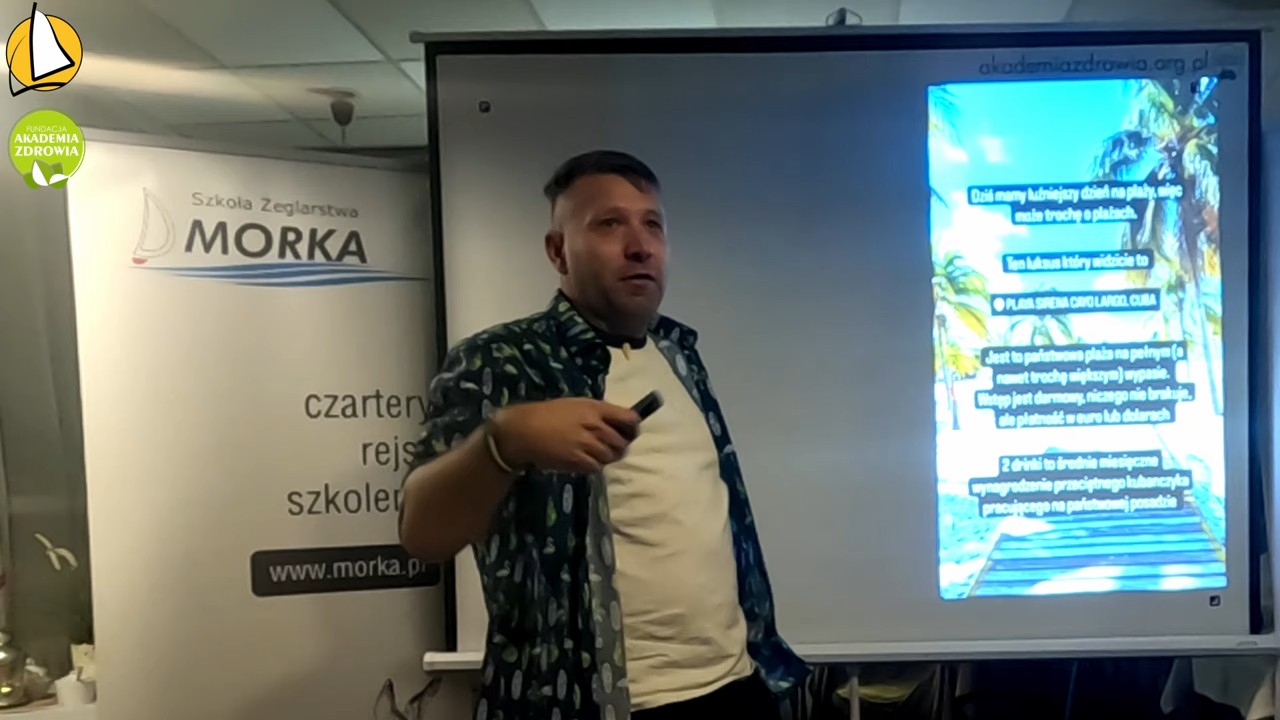 FUNDACJA
AKADEMIA
ZDROWIA
Szkoła Żeglarstwa
MORKA
czartery
rejs
szkoler
www.morka.p
akademiazdrowia.org.pl
Dziś mamy luźniejszy dzień na plaży, więc
może trochę o plażach.
Ten luksus który widzicie to
PLAYA SIRENA CAYO LARGO, CUBA
Jest to państwowa plaża na pełnym (a
nawet trochę większym) wypasie.
Wstęp jest darmowy, niczego nie brakuje,
ale płatność w euro lub dolarach
2 drinki to średnie miesięczne
wynagrodzenie przeciętnego kubańczyka
pracującego na państwowej posadzie